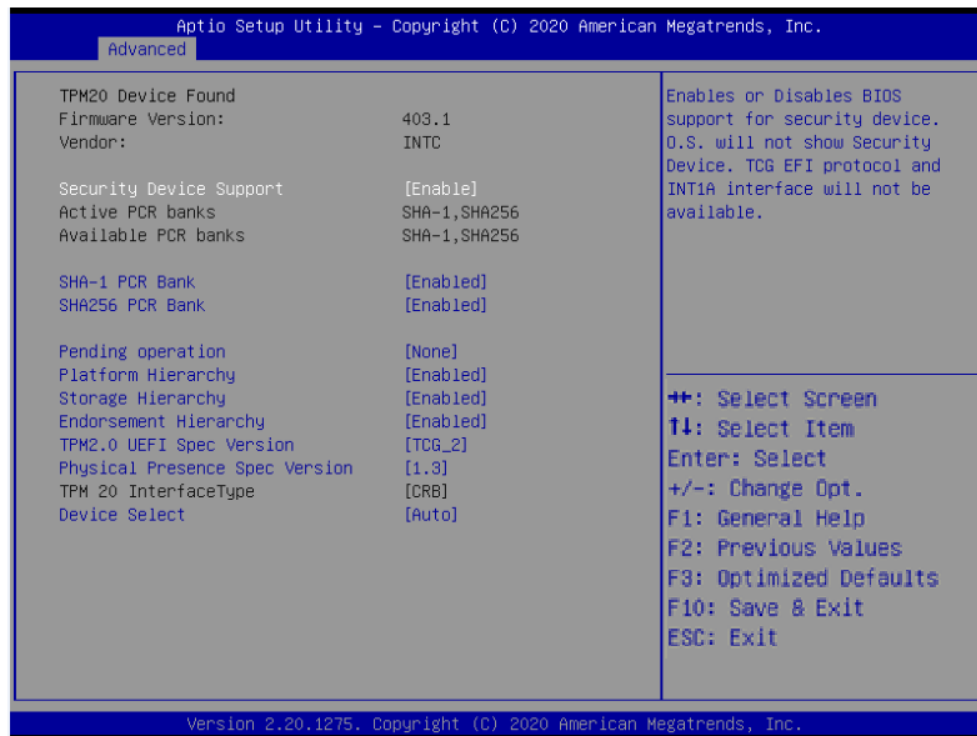 Aptio Setup Utility – Copyright (C) 2020 American Megatrends, Inc.
Advanced
TPM20 Device Found
Firmware Version: 403.1
Vendor: INTC
Security Device Support [Enable]
Active PCR banks SHA-1,SHA256
Available PCR banks SHA-1,SHA256
SHA-1 PCR Bank [Enabled]
SHA256 PCR Bank [Enabled]
Pending operation [None]
Platform Hierarchy [Enabled]
Storage Hierarchy [Enabled]
Endorsement Hierarchy [Enabled]
TPM2.0 UEFI Spec Version [TCG_2]
Physical Presence Spec Version [1.3]
TPM 20 InterfaceType [CRB]
Device Select [Auto]
Enables or Disables BIOS
support for security device.
O.S. will not show Security
Device. TCG EFI protocol and
INT1A interface will not be
available.
→←: Select Screen
↑↓: Select Item
Enter: Select
+/-: Change Opt.
F1: General Help
F2: Previous Values
F3: Optimized Defaults
F10: Save & Exit
ESC: Exit
Version 2.20.1275. Copyright (C) 2020 American Megatrends, Inc.